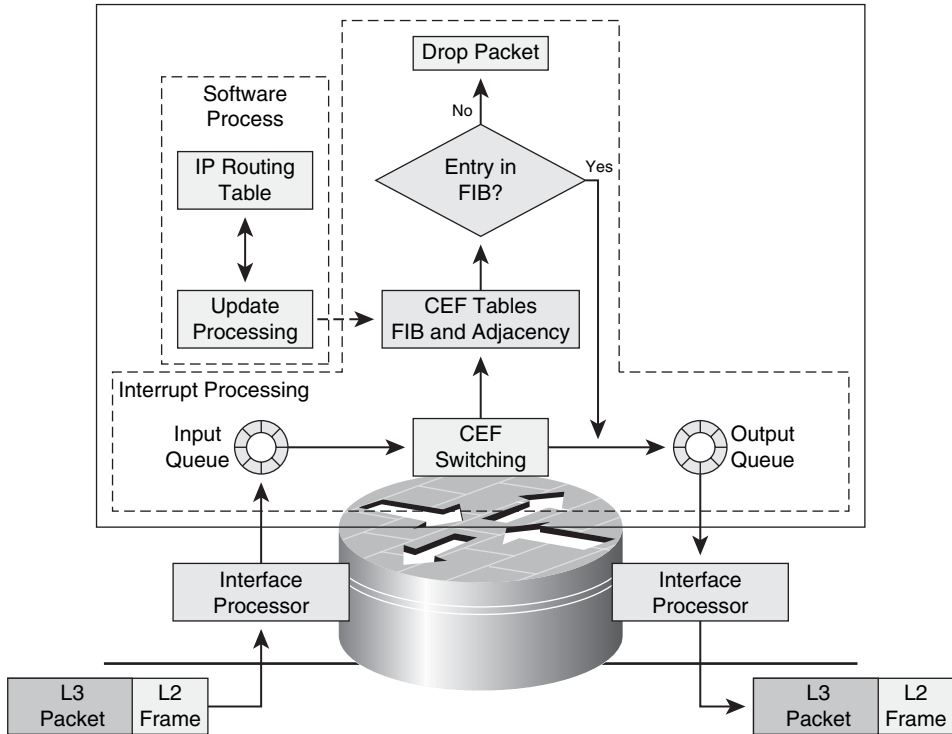 Drop Packet
No
Software
Process
Entry in
FIB?
Yes
IP Routing
Table
Update
Processing
CEF Tables
FIB and Adjacency
Interrupt Processing
Input
Queue
CEF
Switching
Output
Queue
Interface
Processor
Interface
Processor
L3
Packet
L2
Frame
L3
Packet
L2
Frame